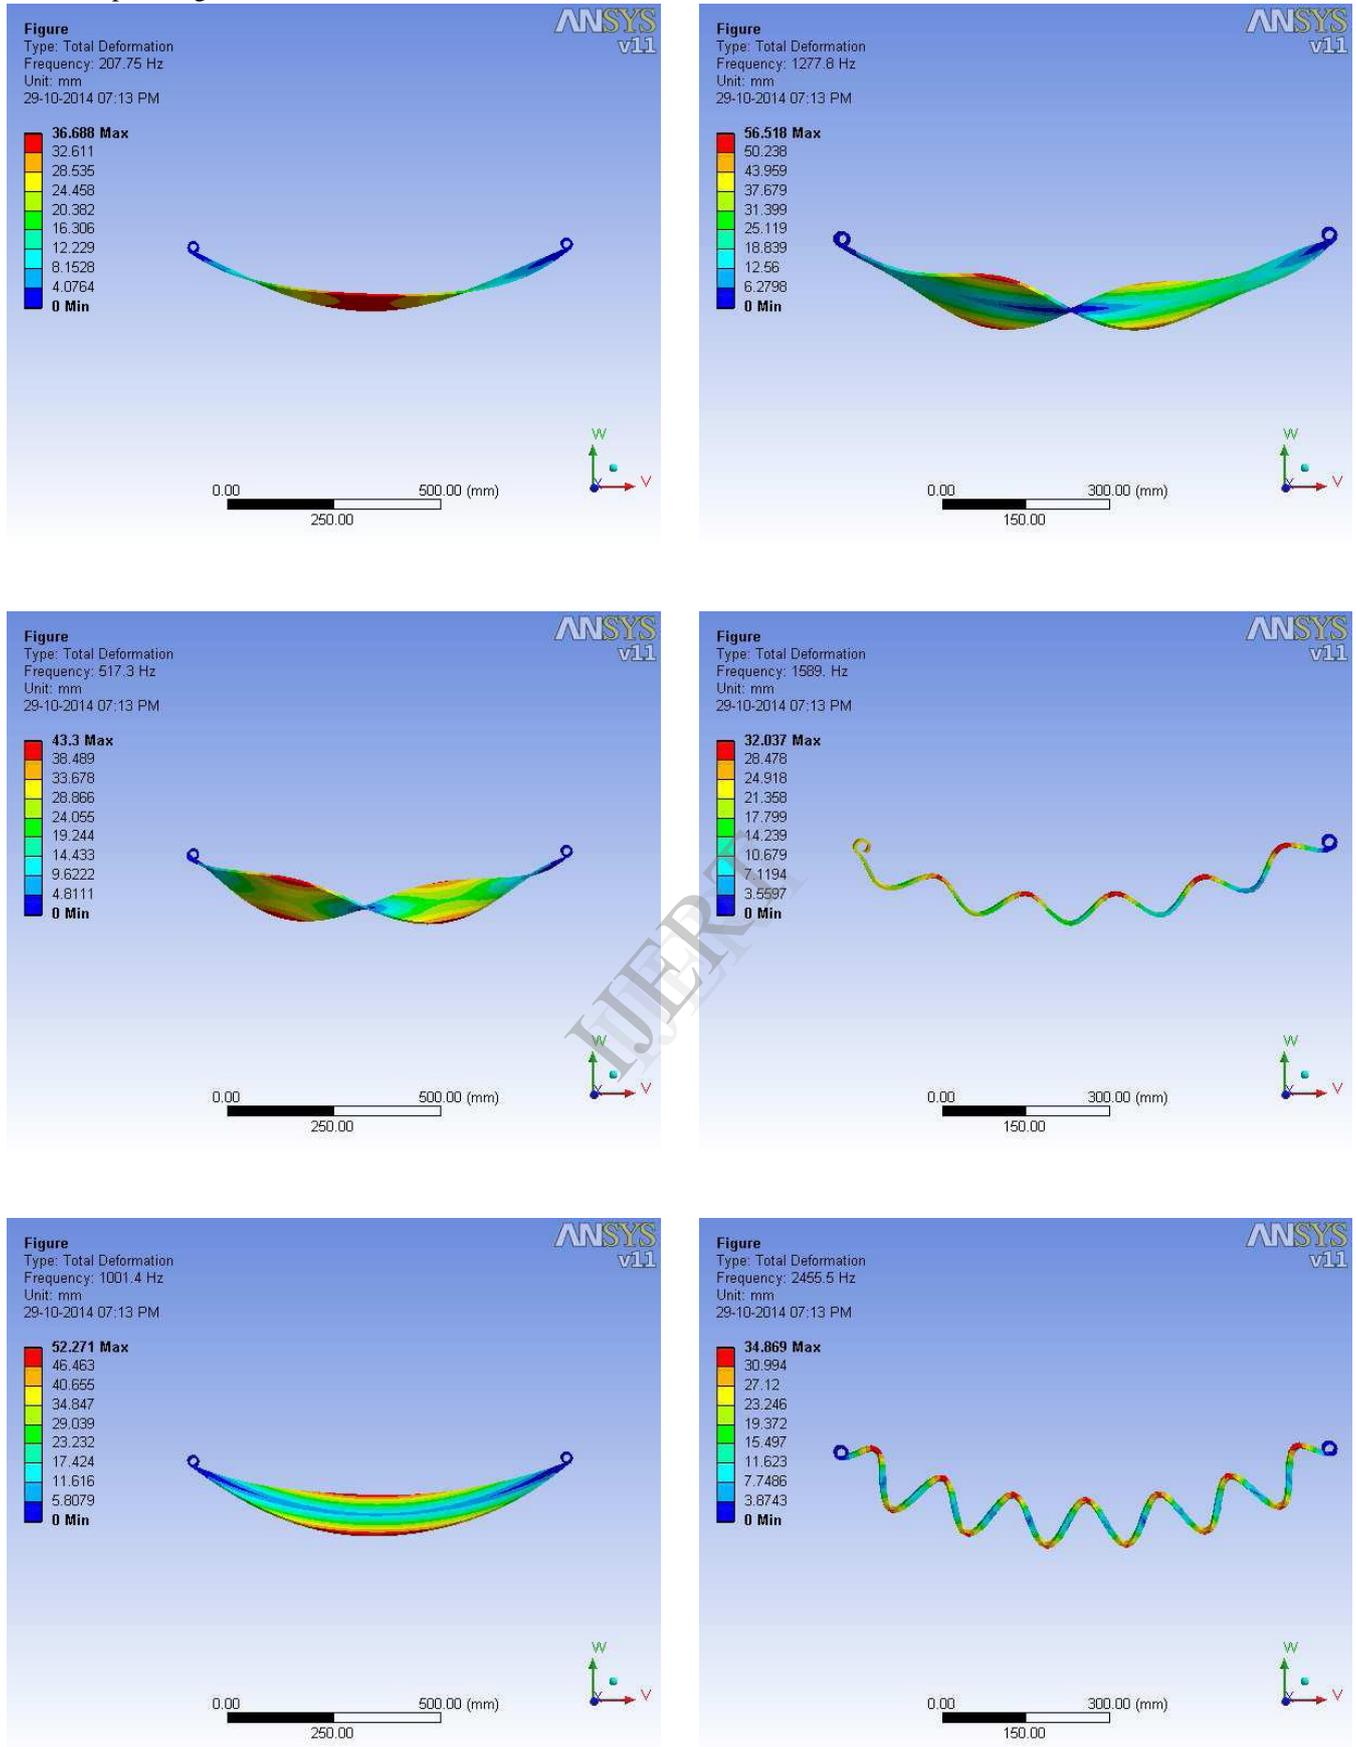 Figure
Type: Total Deformation
Frequency: 207.75 Hz
Unit: mm
29-10-2014 07:13 PM
ANSYS
v11
36.688 Max
32.611
28.535
24.458
20.382
16.306
12.229
8.1528
4.0764
0 Min
W
V
0.00
500.00 (mm)
250.00
Figure
Type: Total Deformation
Frequency: 1277.8 Hz
Unit: mm
29-10-2014 07:13 PM
ANSYS
v11
56.518 Max
50.238
43.959
37.679
31.399
25.119
18.839
12.56
6.2798
0 Min
W
V
0.00
300.00 (mm)
150.00
Figure
Type: Total Deformation
Frequency: 517.3 Hz
Unit: mm
29-10-2014 07:13 PM
ANSYS
v11
43.3 Max
38.489
33.678
28.866
24.055
19.244
14.433
9.6222
4.8111
0 Min
W
V
0.00
500.00 (mm)
250.00
Figure
Type: Total Deformation
Frequency: 1589. Hz
Unit: mm
29-10-2014 07:13 PM
ANSYS
v11
32.037 Max
28.478
24.918
21.358
17.799
14.239
10.679
7.1194
3.5597
0 Min
W
V
0.00
300.00 (mm)
150.00
IJERT
Figure
Type: Total Deformation
Frequency: 1001.4 Hz
Unit: mm
29-10-2014 07:13 PM
ANSYS
v11
52.271 Max
46.463
40.655
34.847
29.039
23.232
17.424
11.616
5.8079
0 Min
W
V
0.00
500.00 (mm)
250.00
Figure
Type: Total Deformation
Frequency: 2455.5 Hz
Unit: mm
29-10-2014 07:13 PM
ANSYS
v11
34.869 Max
30.994
27.12
23.246
19.372
15.497
11.623
7.7486
3.8743
0 Min
W
V
0.00
300.00 (mm)
150.00